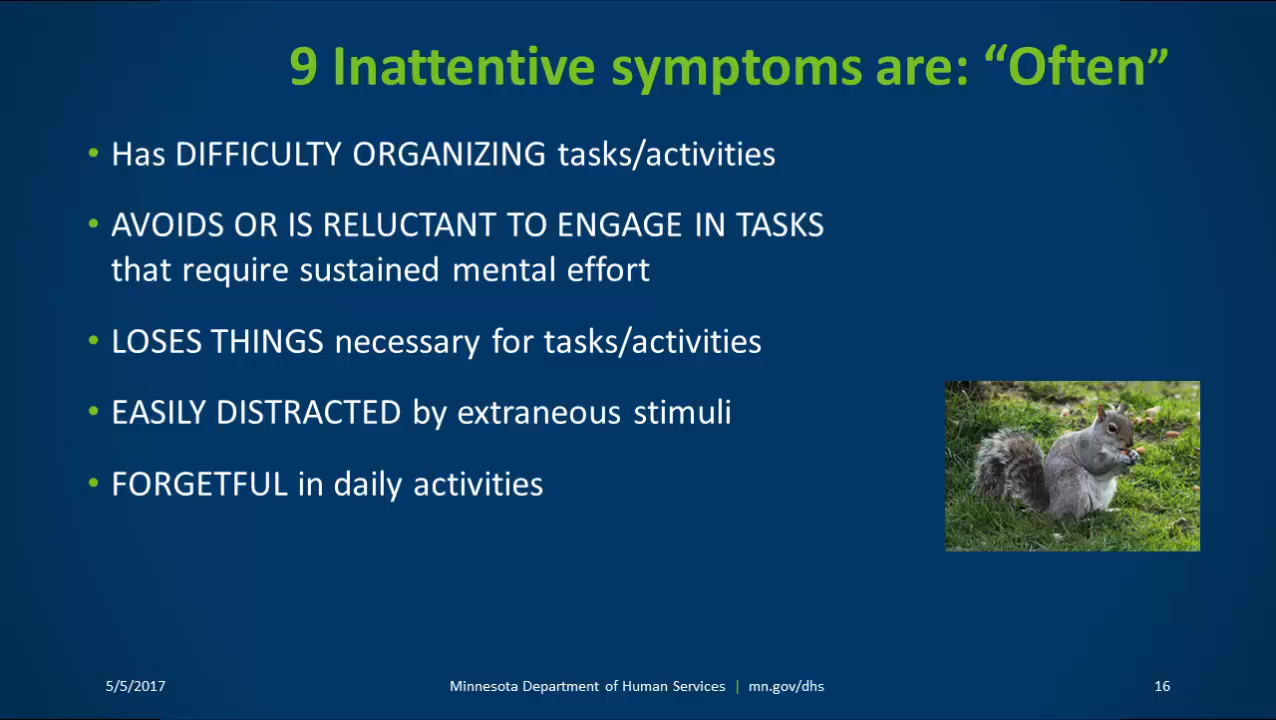 9 Inattentive symptoms are: “Often”
• Has DIFFICULTY ORGANIZING tasks/activities
• AVOIDS OR IS RELUCTANT TO ENGAGE IN TASKS
that require sustained mental effort
• LOSES THINGS necessary for tasks/activities
• EASILY DISTRACTED by extraneous stimuli
• FORGETFUL in daily activities
5/5/2017 Minnesota Department of Human Services | mn.gov/dhs 16